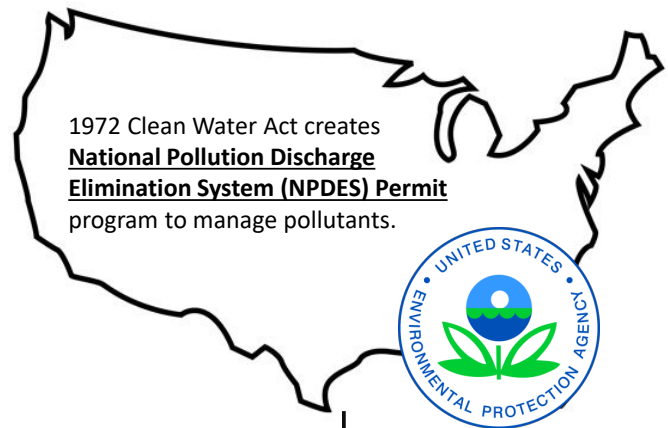 1972 Clean Water Act creates
National Pollution Discharge
Elimination System (NPDES) Permit
program to manage pollutants.
UNITED STATES
ENVIRONMENTAL PROTECTION AGENCY